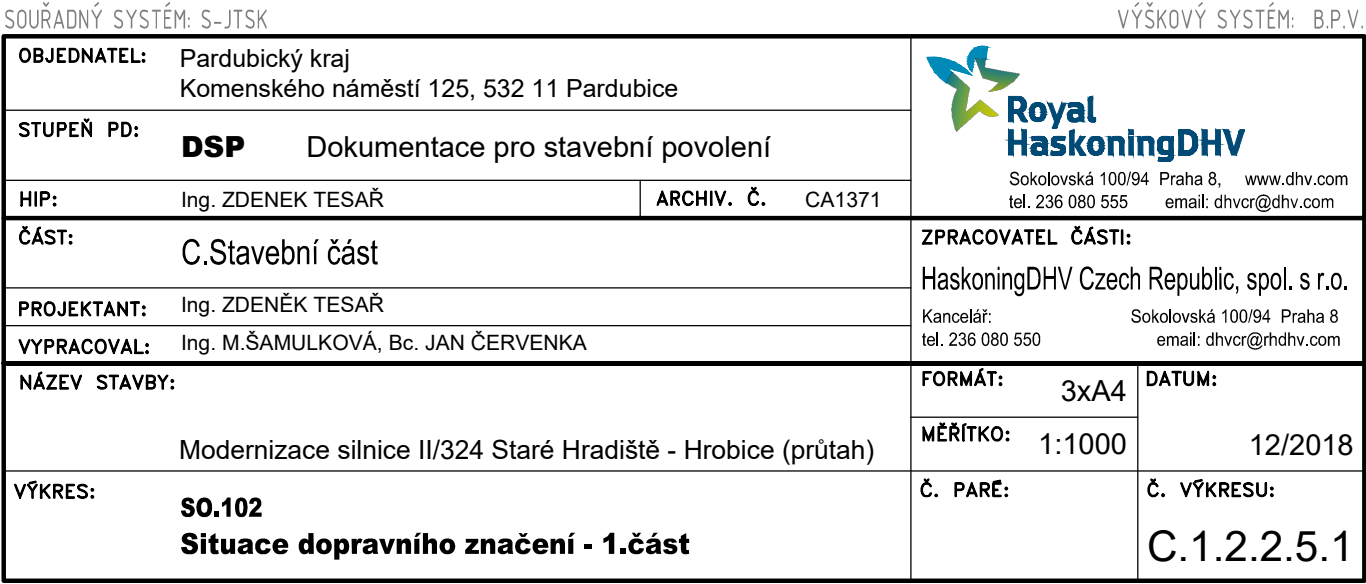 SOUŘADNÝ SYSTÉM: S-JTSK
VÝŠKOVÝ SYSTÉM: B.P.V.
OBJEDNATEL: Pardubický kraj
Komenského náměstí 125, 532 11 Pardubice
STUPEŇ PD: DSP Dokumentace pro stavební povolení
HIP: Ing. ZDENEK TESAŘ ARCHIV. Č. CA1371
Royal
HaskoningDHV
Sokolovská 100/94 Praha 8, www.dhv.com
tel. 236 080 555 email: dhvcr@dhv.com
ČÁST: C.Stavební část
PROJEKTANT: Ing. ZDENĚK TESAŘ
VYPRACOVAL: Ing. M.ŠAMULKOVÁ, Bc. JAN ČERVENKA
ZPRACOVATEL ČÁSTI:
HaskoningDHV Czech Republic, spol. s r.o.
Kancelář: Sokolovská 100/94 Praha 8
tel. 236 080 550 email: dhvcr@rhdhv.com
NÁZEV STAVBY:
Modernizace silnice II/324 Staré Hradiště - Hrobice (průtah)
FORMÁT: 3xA4
MĚŘÍTKO: 1:1000
DATUM:
12/2018
VÝKRES: SO.102
Situace dopravního značení - 1.část
Č. PARÉ:
Č. VÝKRESU:
C.1.2.2.5.1